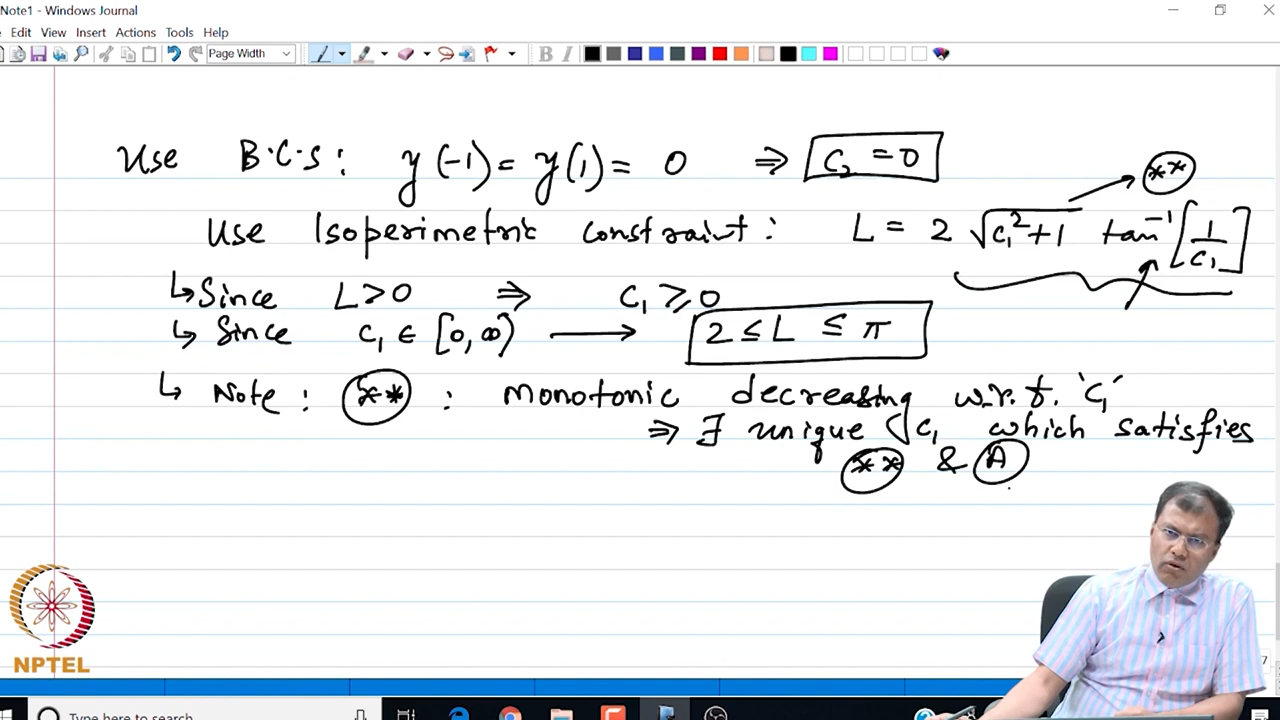 Note1 - Windows Journal
Edit View Insert Actions Tools Help
Page Width
B I
Use B.C.S: y(-1) = y(1) = 0 ⇒ C₂ = 0
**
Use Isoperimetric constraint: L = 2 √(c₁²+1) tan⁻¹[1/c₁]
↳ Since L > 0 ⇒ c₁ ≥ 0
↳ Since c₁ ∈ [0, ∞) ⟶ 2 ≤ L ≤ π
↳ Note: ** : monotonic decreasing w.r.t. 'c₁'
⇒ ∃ unique c₁ which satisfies
** & A
NPTEL
7
Type here to search